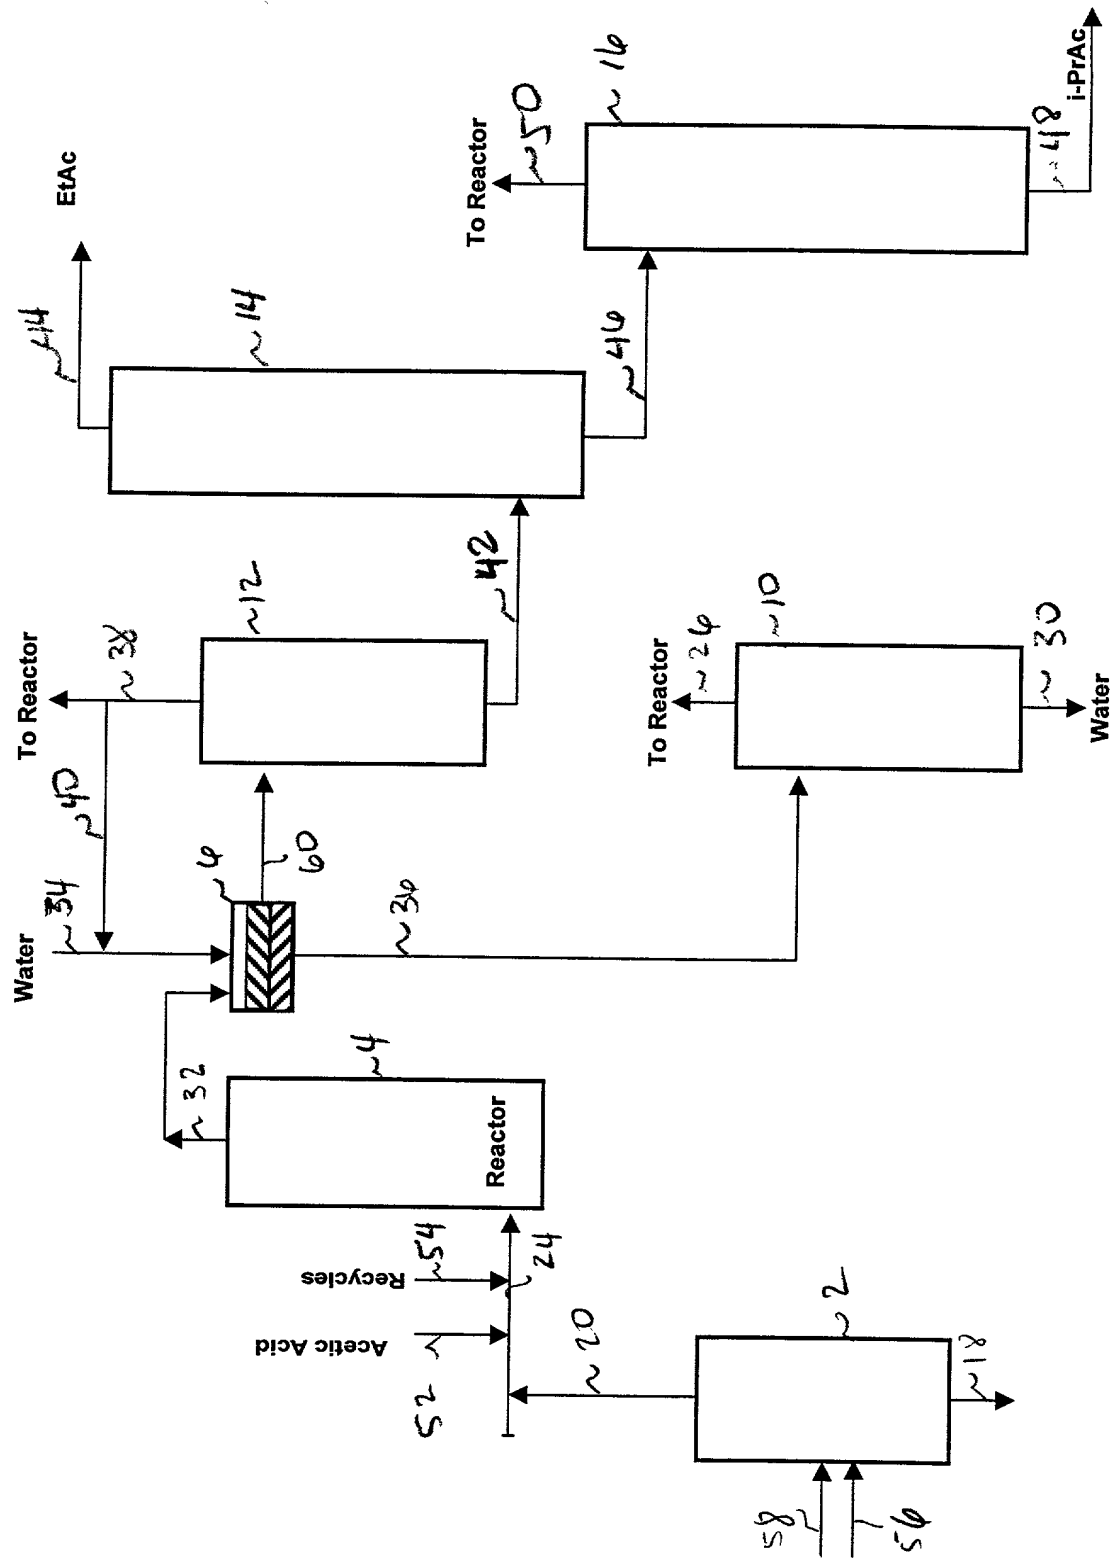 EtAc
44
14
To Reactor
50
16
46
48
i-PrAc
To Reactor
38
12
42
40
Water
34
6
60
36
To Reactor
26
10
30
Water
32
4
Reactor
Recycles
54
24
Acetic Acid
52
20
2
18
58
56